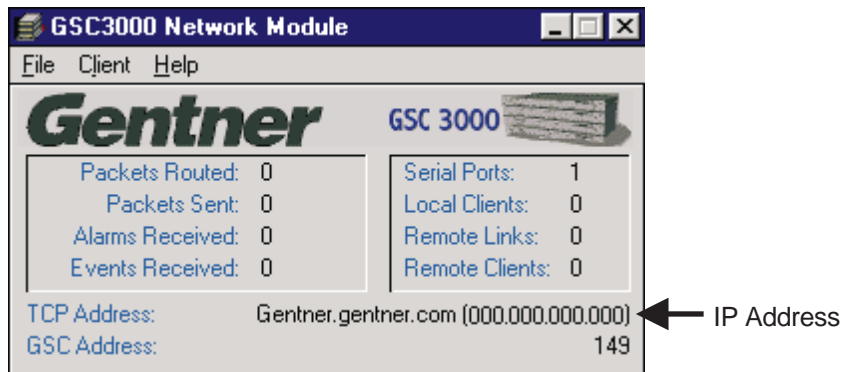 GSC3000 Network Module
File Client Help
Gentner GSC 3000
Packets Routed: 0
Packets Sent: 0
Alarms Received: 0
Events Received: 0
Serial Ports: 1
Local Clients: 0
Remote Links: 0
Remote Clients: 0
TCP Address: Gentner.gentner.com (000.000.000.000)
IP Address
GSC Address: 149